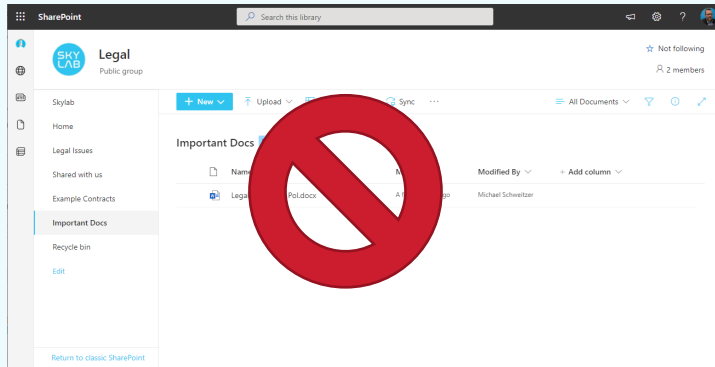 SharePoint
Search this library
?
SKY
LAB
Legal
Public group
Not following
2 members
Skylab
Home
Legal Issues
Shared with us
Example Contracts
Important Docs
Recycle bin
Edit
Return to classic SharePoint
+ New
Upload
Sync
...
All Documents
Important Docs
Modified By
+ Add column
Legal
Pol.docx
Michael Schweitzer